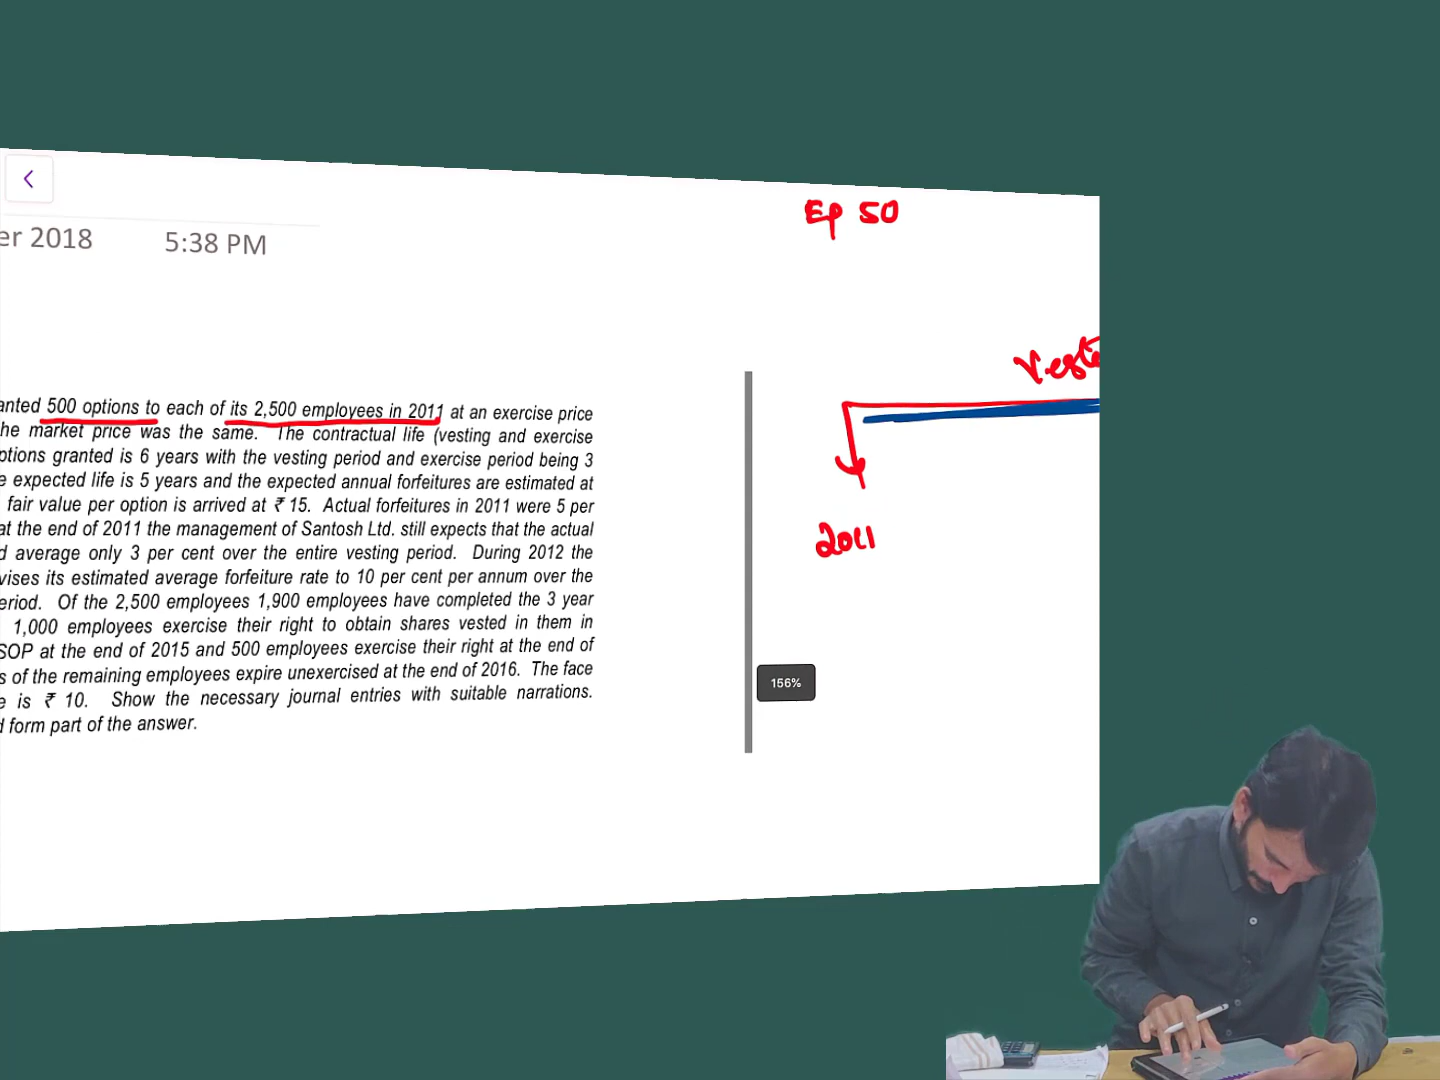 er 2018 5:38 PM
Ep 50
anted 500 options to each of its 2,500 employees in 2011 at an exercise price
he market price was the same. The contractual life (vesting and exercise
ptions granted is 6 years with the vesting period and exercise period being 3
e expected life is 5 years and the expected annual forfeitures are estimated at
fair value per option is arrived at ₹ 15. Actual forfeitures in 2011 were 5 per
at the end of 2011 the management of Santosh Ltd. still expects that the actual
d average only 3 per cent over the entire vesting period. During 2012 the
vises its estimated average forfeiture rate to 10 per cent per annum over the
eriod. Of the 2,500 employees 1,900 employees have completed the 3 year
1,000 employees exercise their right to obtain shares vested in them in
SOP at the end of 2015 and 500 employees exercise their right at the end of
s of the remaining employees expire unexercised at the end of 2016. The face
e is ₹ 10. Show the necessary journal entries with suitable narrations.
d form part of the answer.
Veste
2011
156%